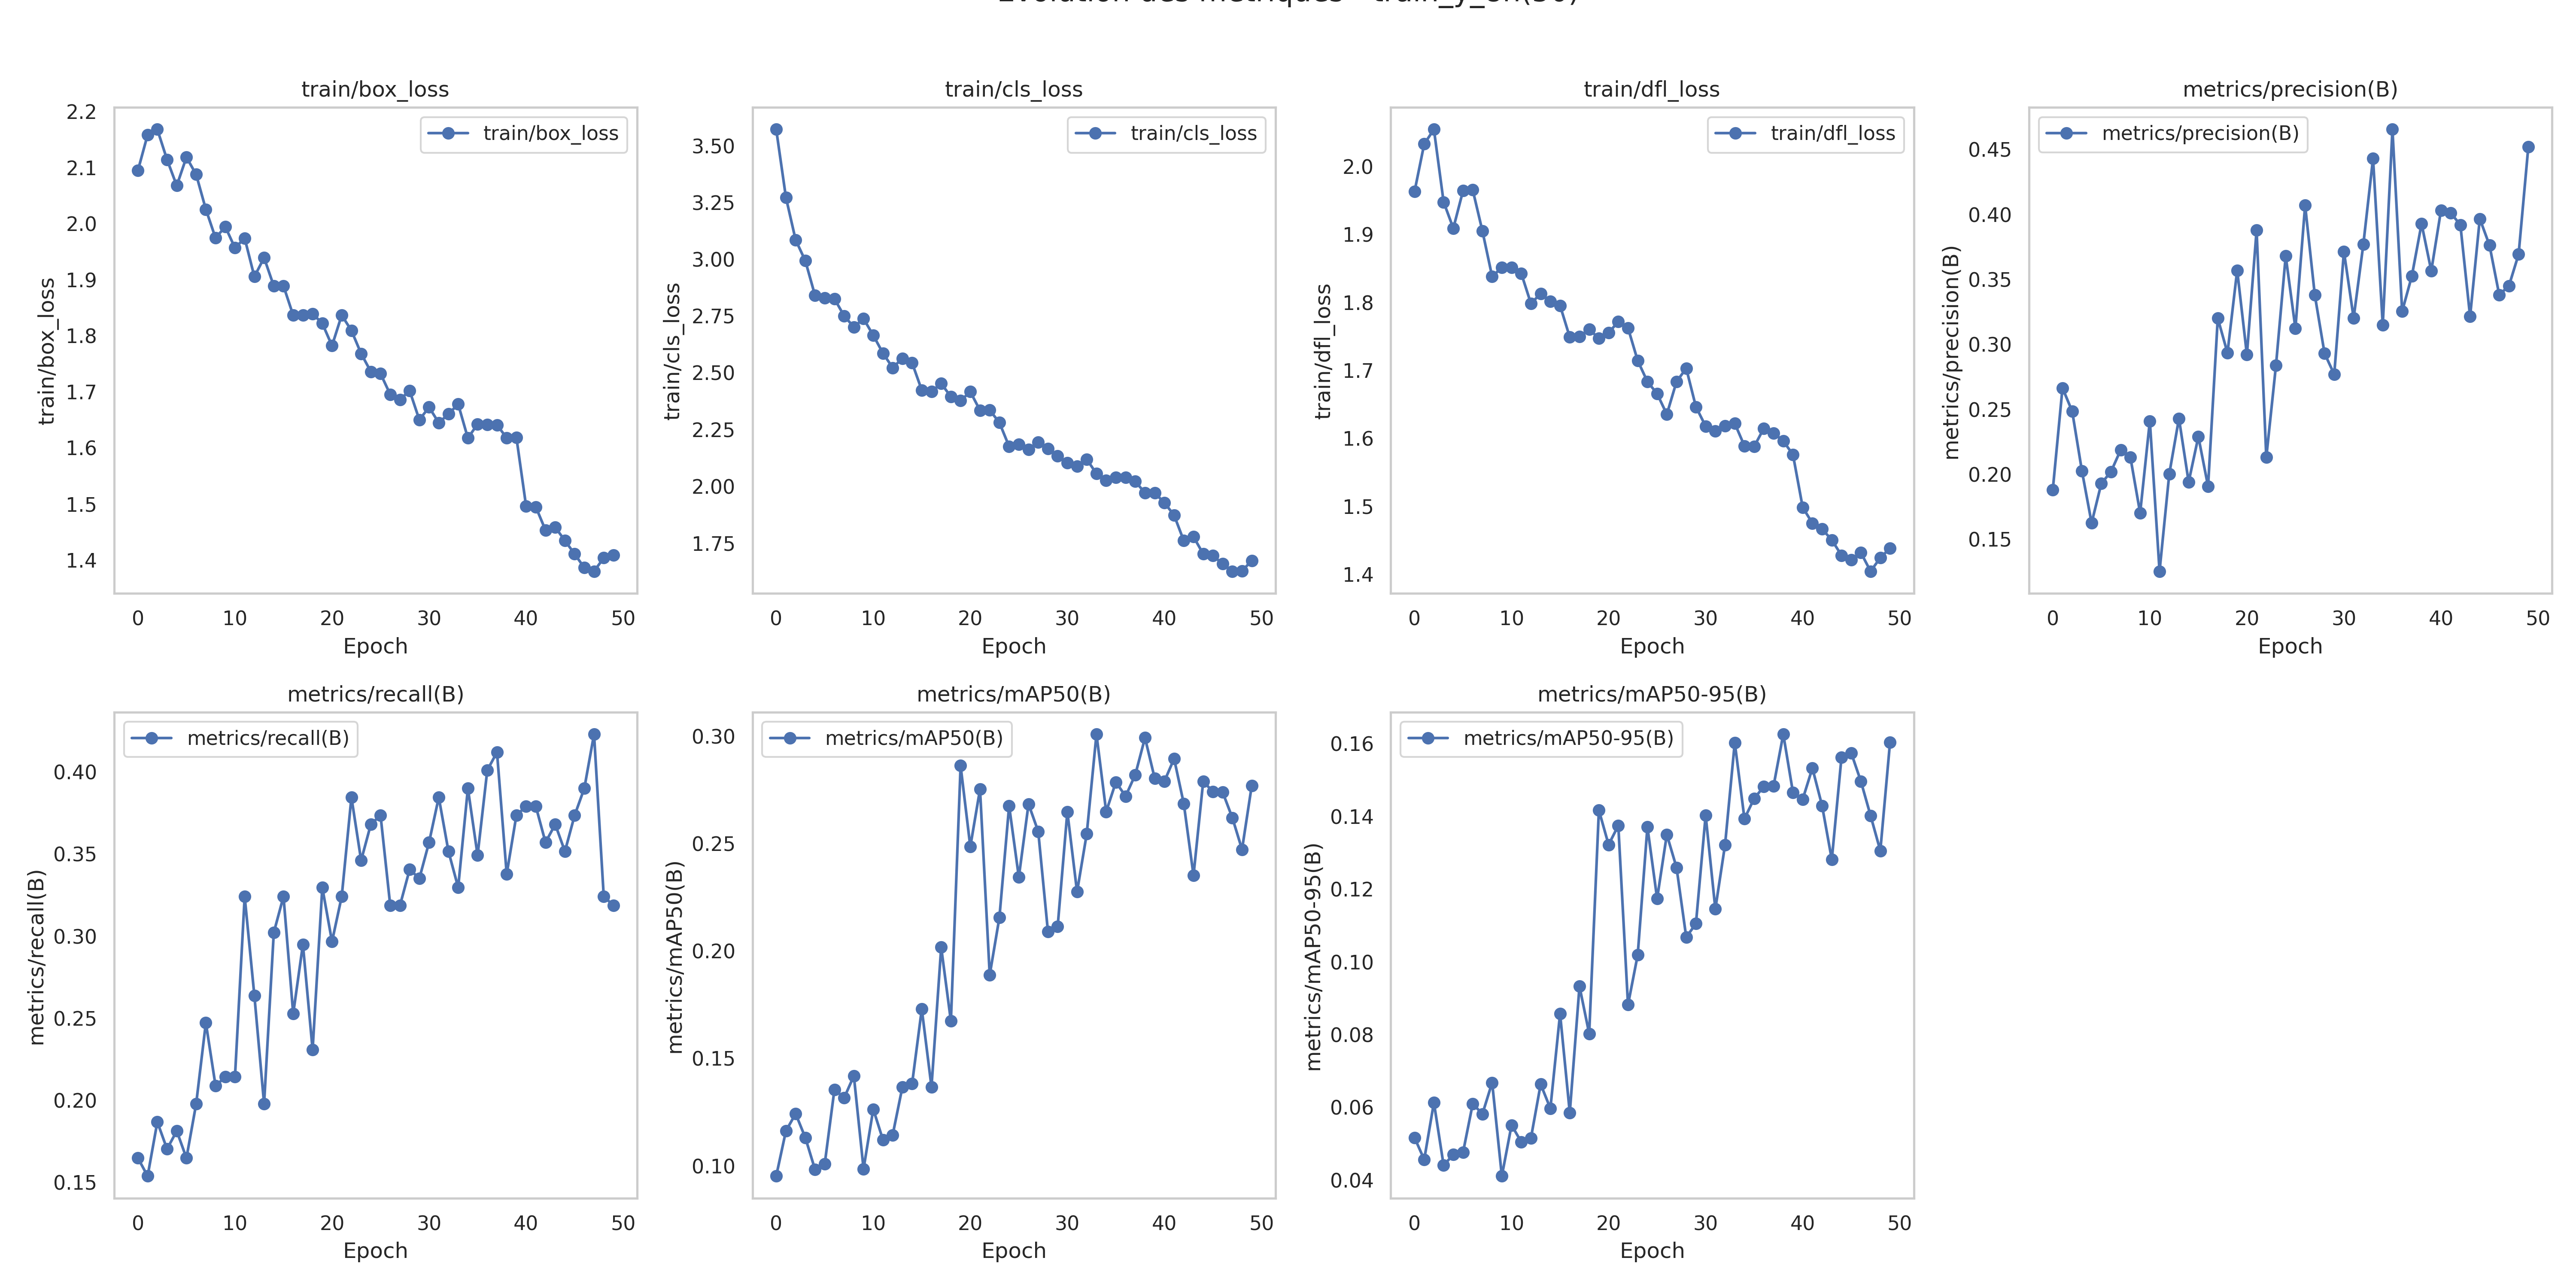 train/box_loss
train/box_loss
train/box_loss
2.2
2.1
2.0
1.9
1.8
1.7
1.6
1.5
1.4
0 10 20 30 40 50
Epoch
train/cls_loss
train/cls_loss
train/cls_loss
3.50
3.25
3.00
2.75
2.50
2.25
2.00
1.75
0 10 20 30 40 50
Epoch
train/dfl_loss
train/dfl_loss
train/dfl_loss
2.0
1.9
1.8
1.7
1.6
1.5
1.4
0 10 20 30 40 50
Epoch
metrics/precision(B)
metrics/precision(B)
metrics/precision(B)
0.45
0.40
0.35
0.30
0.25
0.20
0.15
0 10 20 30 40 50
Epoch
metrics/recall(B)
metrics/recall(B)
metrics/recall(B)
0.40
0.35
0.30
0.25
0.20
0.15
0 10 20 30 40 50
Epoch
metrics/mAP50(B)
metrics/mAP50(B)
metrics/mAP50(B)
0.30
0.25
0.20
0.15
0.10
0 10 20 30 40 50
Epoch
metrics/mAP50-95(B)
metrics/mAP50-95(B)
metrics/mAP50-95(B)
0.16
0.14
0.12
0.10
0.08
0.06
0.04
0 10 20 30 40 50
Epoch